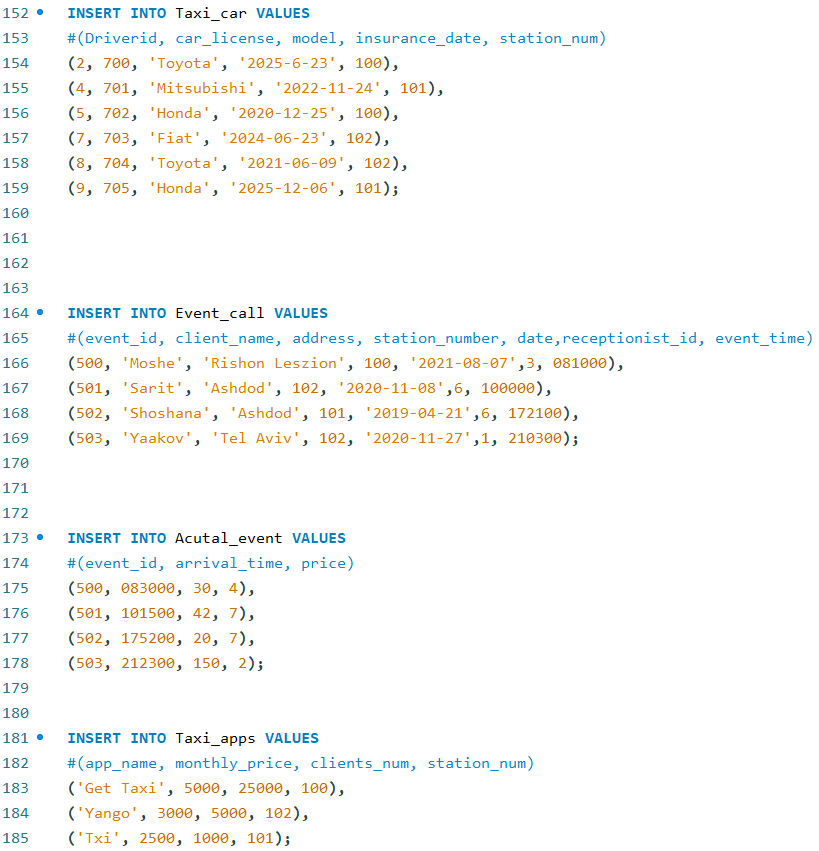 152 INSERT INTO Taxi_car VALUES
153 #(Driverid, car_license, model, insurance_date, station_num)
154 (2, 700, 'Toyota', '2025-6-23', 100),
155 (4, 701, 'Mitsubishi', '2022-11-24', 101),
156 (5, 702, 'Honda', '2020-12-25', 100),
157 (7, 703, 'Fiat', '2024-06-23', 102),
158 (8, 704, 'Toyota', '2021-06-09', 102),
159 (9, 705, 'Honda', '2025-12-06', 101);
160
161
162
163
164 INSERT INTO Event_call VALUES
165 #(event_id, client_name, address, station_number, date,receptionist_id, event_time)
166 (500, 'Moshe', 'Rishon Leszion', 100, '2021-08-07',3, 081000),
167 (501, 'Sarit', 'Ashdod', 102, '2020-11-08',6, 100000),
168 (502, 'Shoshana', 'Ashdod', 101, '2019-04-21',6, 172100),
169 (503, 'Yaakov', 'Tel Aviv', 102, '2020-11-27',1, 210300);
170
171
172
173 INSERT INTO Acutal_event VALUES
174 #(event_id, arrival_time, price)
175 (500, 083000, 30, 4),
176 (501, 101500, 42, 7),
177 (502, 175200, 20, 7),
178 (503, 212300, 150, 2);
179
180
181 INSERT INTO Taxi_apps VALUES
182 #(app_name, monthly_price, clients_num, station_num)
183 ('Get Taxi', 5000, 25000, 100),
184 ('Yango', 3000, 5000, 102),
185 ('Txi', 2500, 1000, 101);